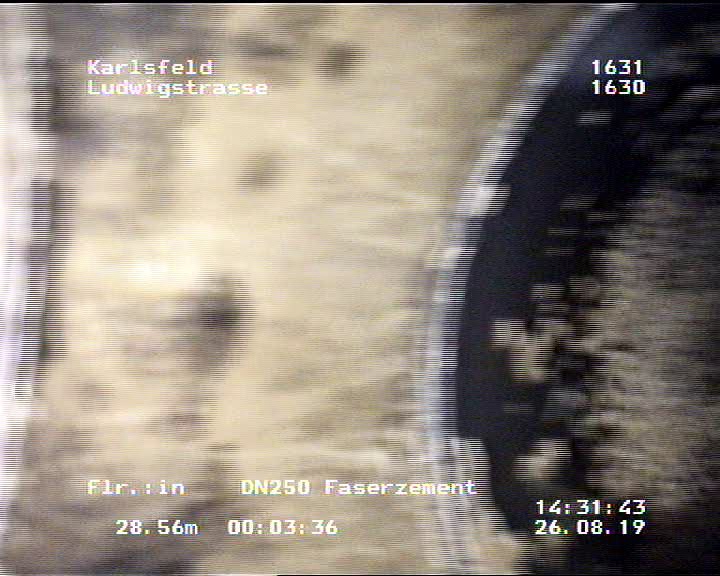 Karlsfeld 1631
Ludwigstrasse 1630
flr.:in DN250 Faserzement
14:31:43
28.56m 00:03:36 26.08.19